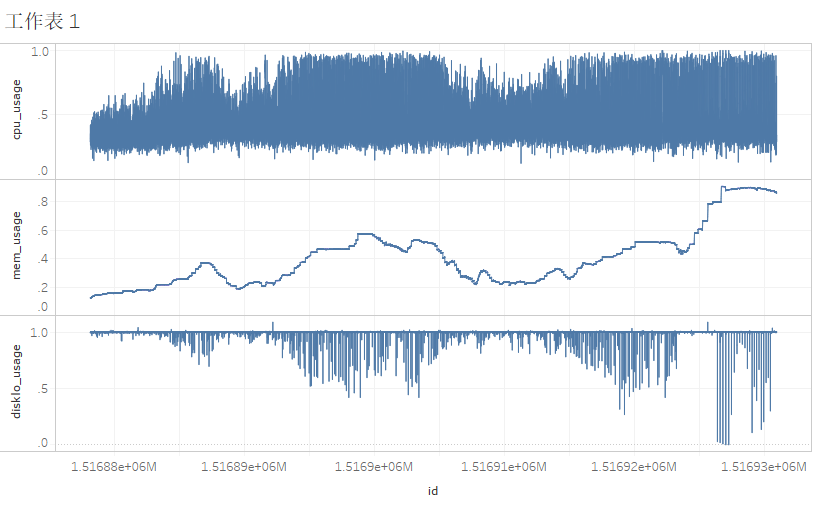 工作表 1
cpu_usage
1.0
.5
.0
mem_usage
.8
.6
.4
.2
.0
diskIo_usage
1.0
.5
.0
1.51688e+06M 1.51689e+06M 1.5169e+06M 1.51691e+06M 1.51692e+06M 1.51693e+06M
id